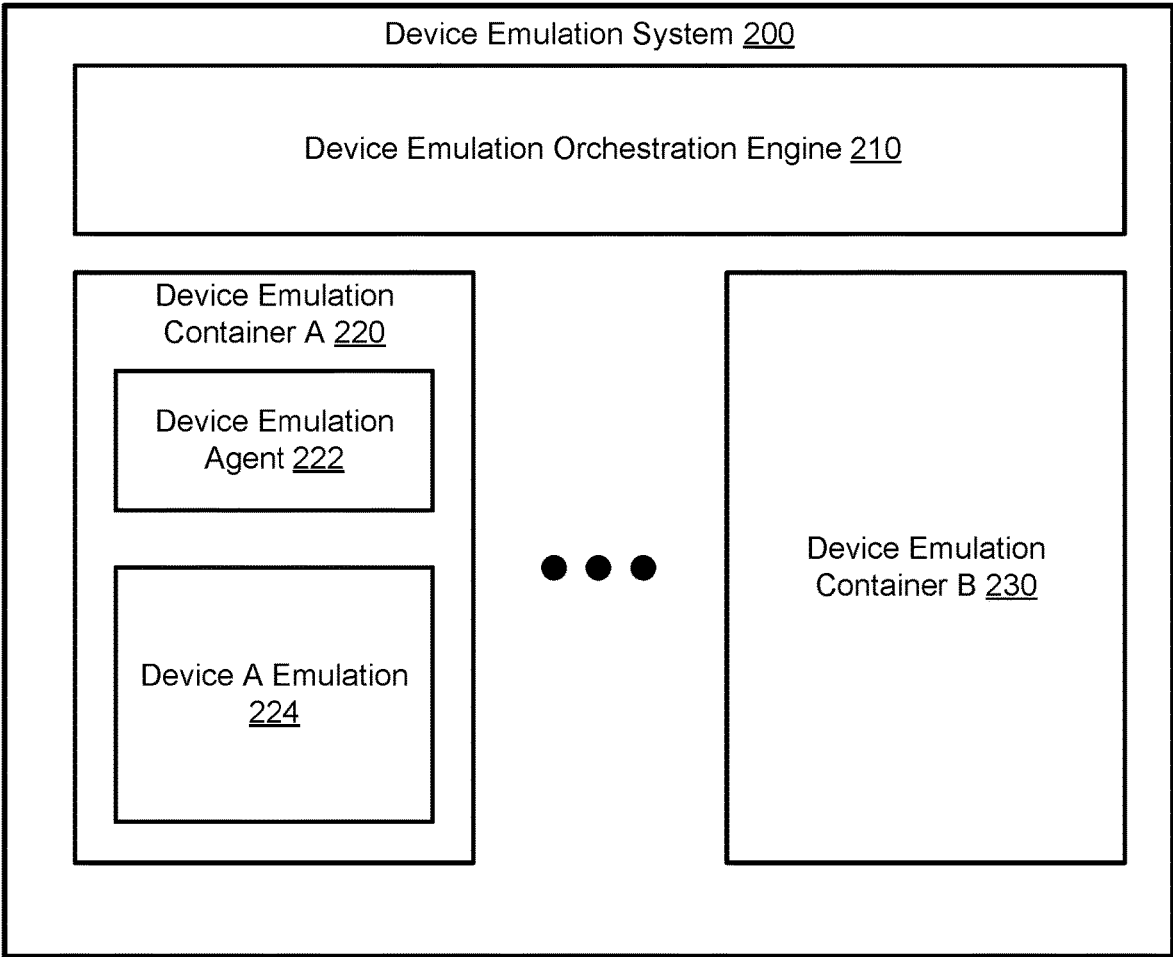 Device Emulation System 200
Device Emulation Orchestration Engine 210
Device Emulation
Container A 220
Device Emulation
Agent 222
Device A Emulation
224
Device Emulation
Container B 230